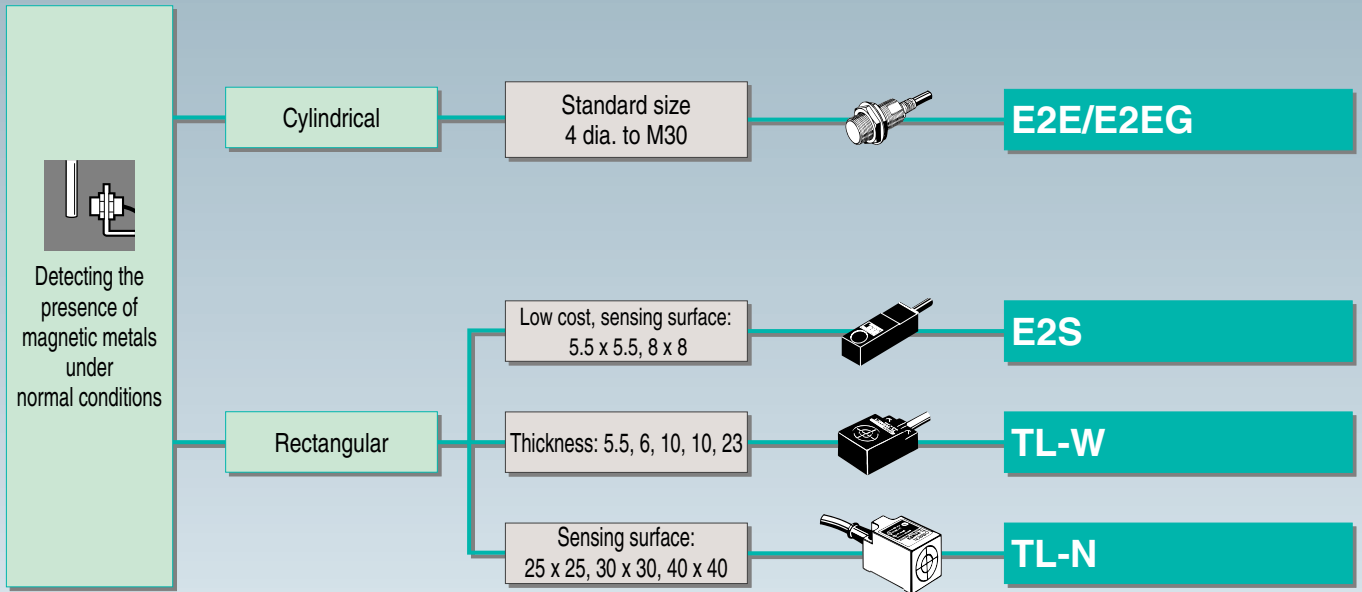 Detecting the
presence of
magnetic metals
under
normal conditions
Cylindrical
Standard size
4 dia. to M30
E2E/E2EG
Rectangular
Low cost, sensing surface:
5.5 x 5.5, 8 x 8
E2S
Thickness: 5.5, 6, 10, 10, 23
TL-W
Sensing surface:
25 x 25, 30 x 30, 40 x 40
TL-N